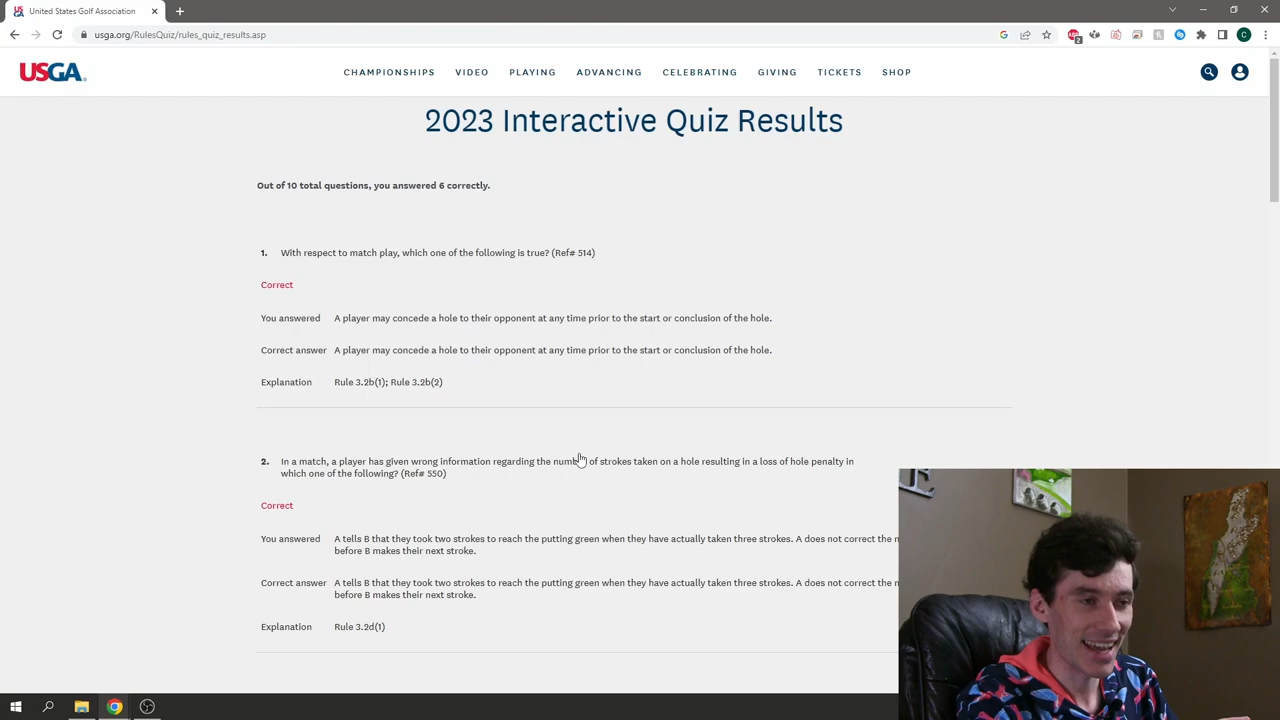 United States Golf Association
usga.org/RulesQuiz/rules_quiz_results.asp
USGA
CHAMPIONSHIPS VIDEO PLAYING ADVANCING CELEBRATING GIVING TICKETS SHOP
2023 Interactive Quiz Results
Out of 10 total questions, you answered 6 correctly.
1. With respect to match play, which one of the following is true? (Ref# 514)
Correct
You answered A player may concede a hole to their opponent at any time prior to the start or conclusion of the hole.
Correct answer A player may concede a hole to their opponent at any time prior to the start or conclusion of the hole.
Explanation Rule 3.2b(1); Rule 3.2b(2)
2. In a match, a player has given wrong information regarding the number of strokes taken on a hole resulting in a loss of hole penalty in
which one of the following? (Ref# 550)
Correct
You answered A tells B that they took two strokes to reach the putting green when they have actually taken three strokes. A does not correct the
before B makes their next stroke.
Correct answer A tells B that they took two strokes to reach the putting green when they have actually taken three strokes. A does not correct the
before B makes their next stroke.
Explanation Rule 3.2d(1)